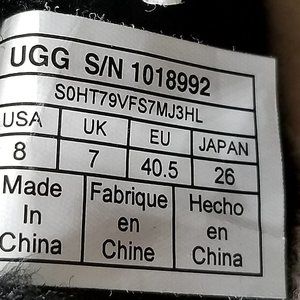 UGG S/N 1018992
S0HT79VFS7MJ3HL
USA UK EU JAPAN
8 7 40.5 26
Made Fabrique Hecho
In en en
China Chine China